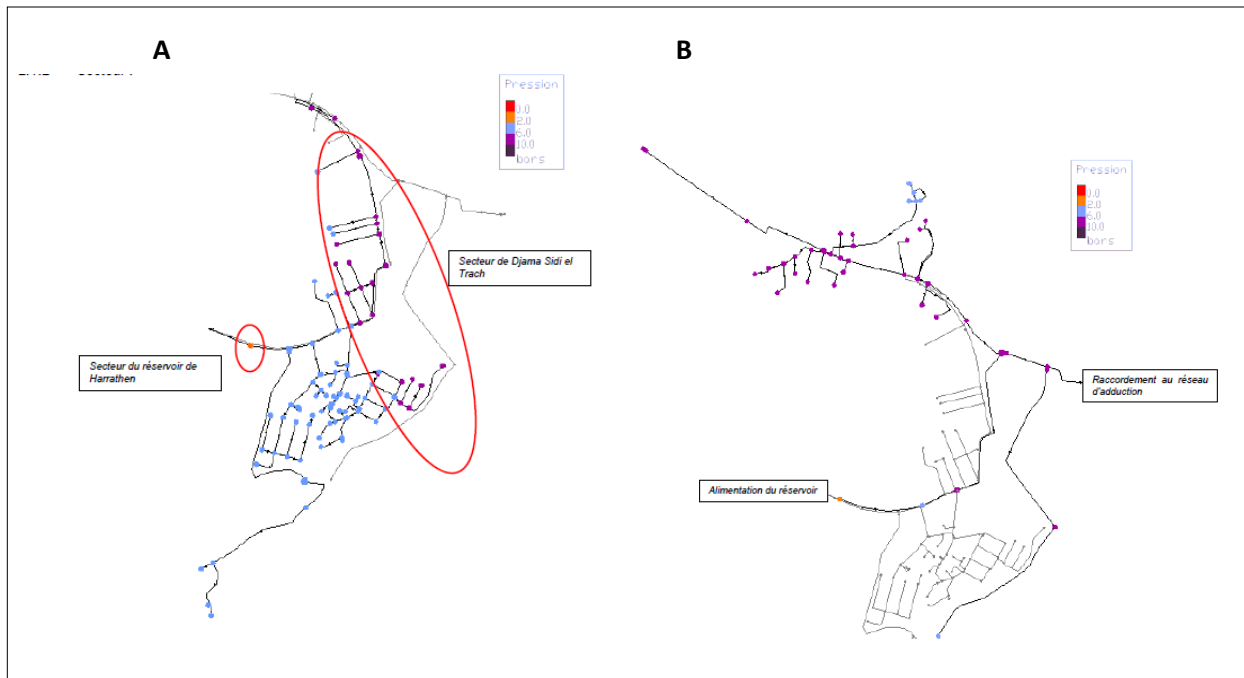 A
B
Pression
0.0
2.0
6.0
10.0
bars
Secteur de Djama Sidi el
Trach
Secteur du réservoir de
Harrathen
Pression
0.0
2.0
6.0
10.0
bars
Raccordement au réseau
d'adduction
Alimentation du réservoir